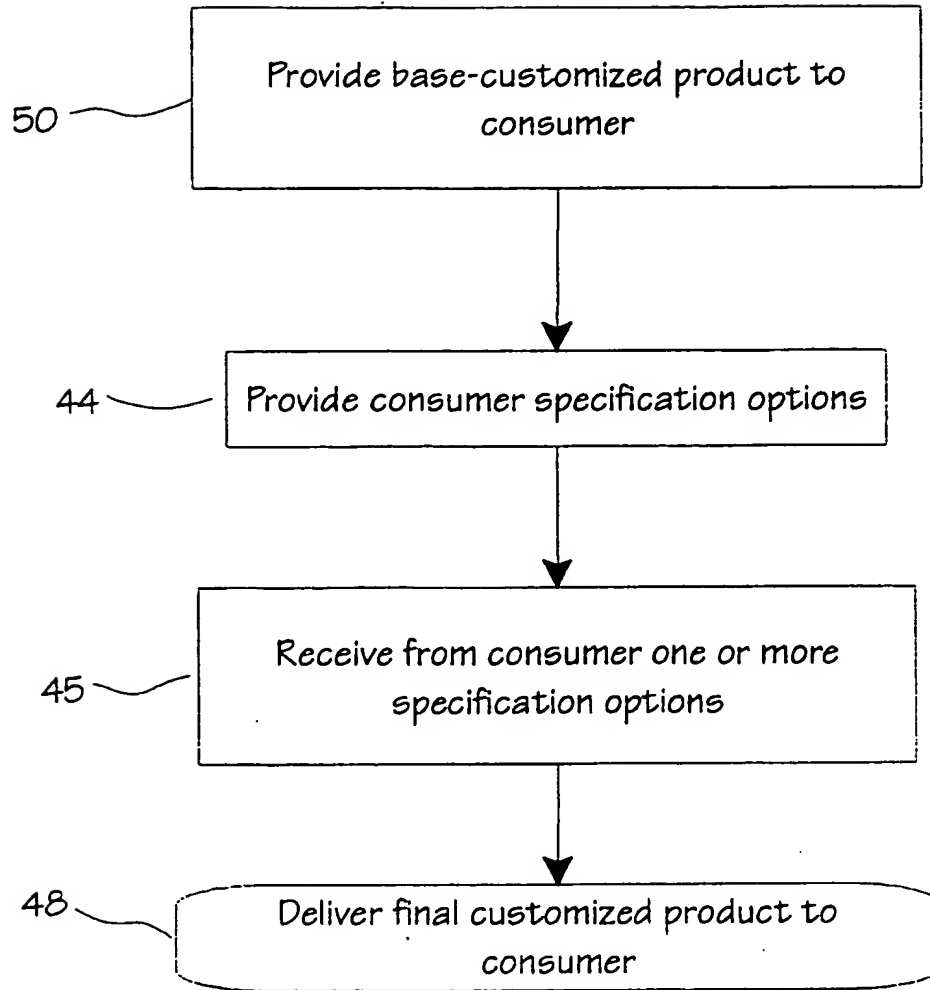 Provide base-customized product to
consumer
50
44
Provide consumer specification options
Receive from consumer one or more
specification options
45
48
Deliver final customized product to
consumer